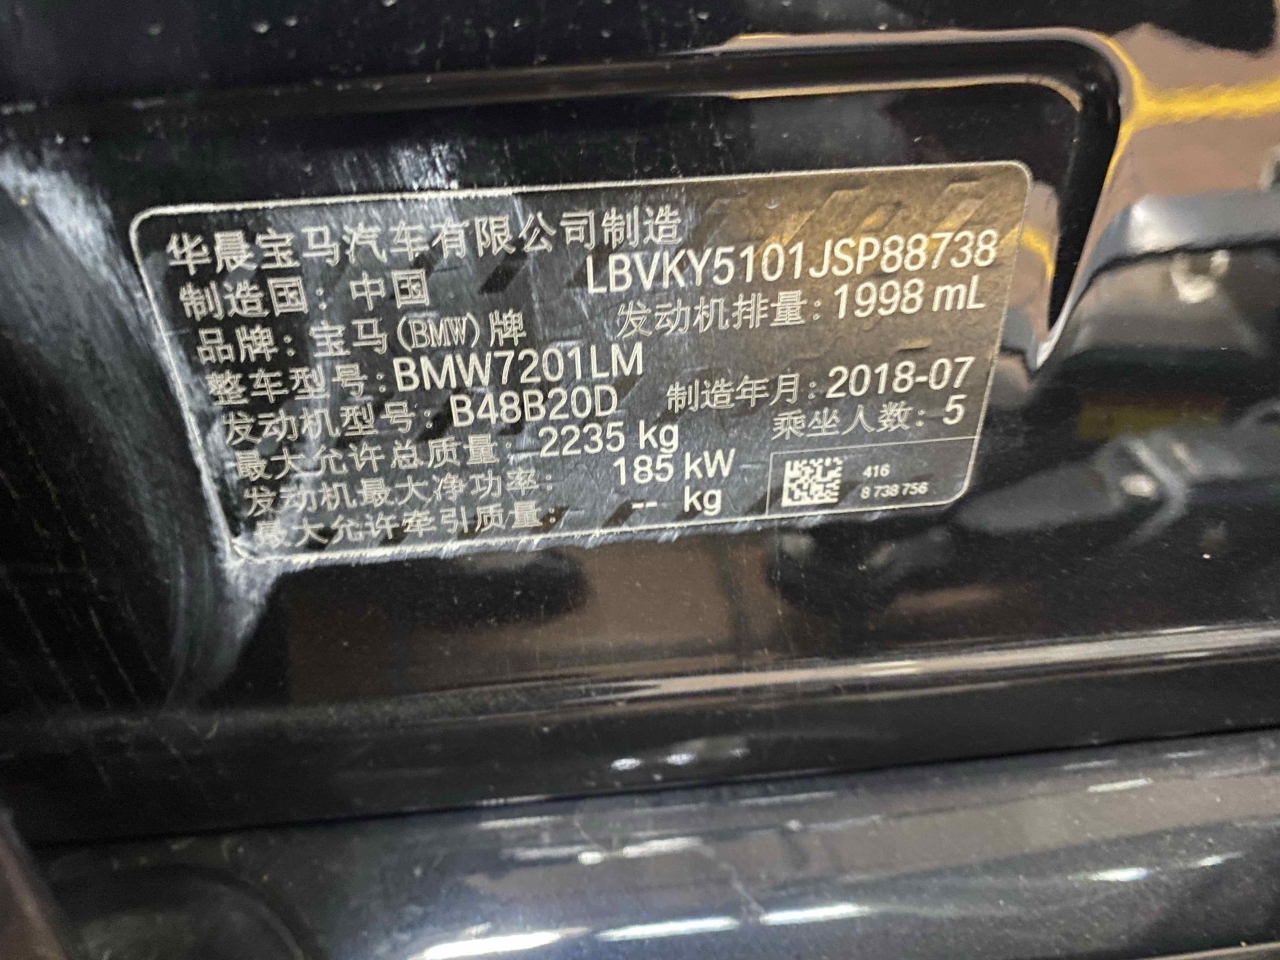 华晨宝马汽车有限公司制造
制造国：中国 LBVKY5101JSP88738
品牌：宝马(BMW)牌 发动机排量：1998 mL
整车型号：BMW7201LM
发动机型号：B48B20D 制造年月：2018-07
最大允许总质量：2235 kg 乘坐人数：5
发动机最大净功率：185 kW
最大允许牵引质量：-- kg
416
8 738 756